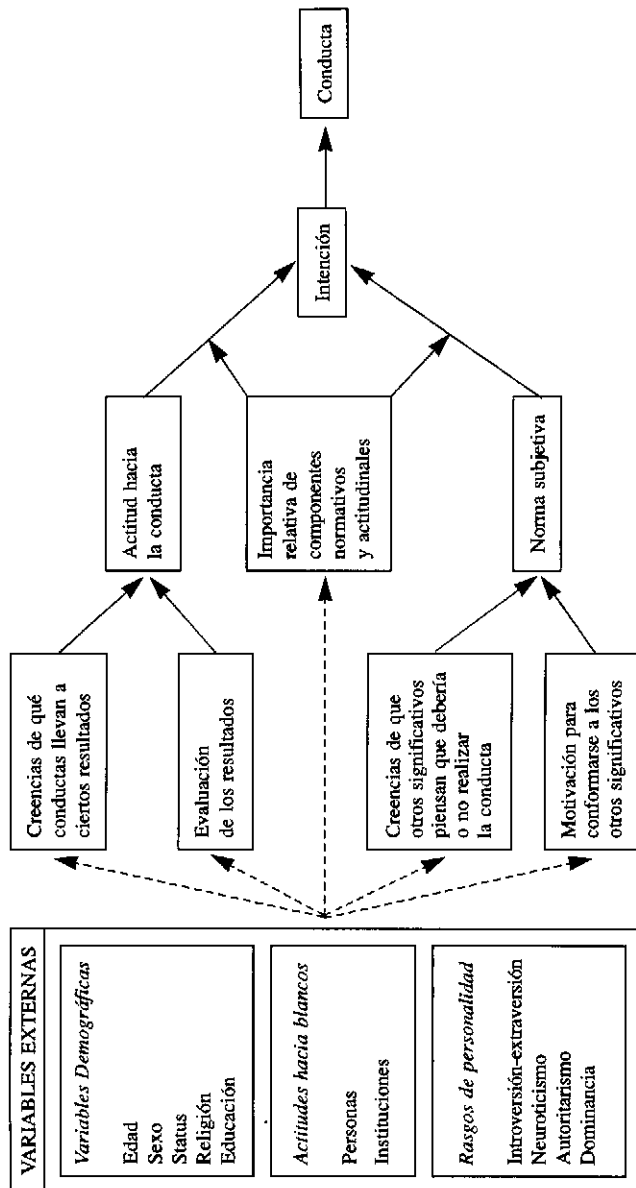 VARIABLES EXTERNAS
Variables Demográficas
Edad
Sexo
Status
Religión
Educación
Actitudes hacia blancos
Personas
Instituciones
Rasgos de personalidad
Introversión-extraversión
Neuroticismo
Autoritarismo
Dominancia
Creencias de qué
conductas llevan a
ciertos resultados
Evaluación
de los resultados
Creencias de que
otros significativos
piensan que debería
o no realizar
la conducta
Motivación para
conformarse a los
otros significativos
Actitud hacia
la conducta
Importancia
relativa de
componentes
normativos
y actitudinales
Norma subjetiva
Intención
Conducta